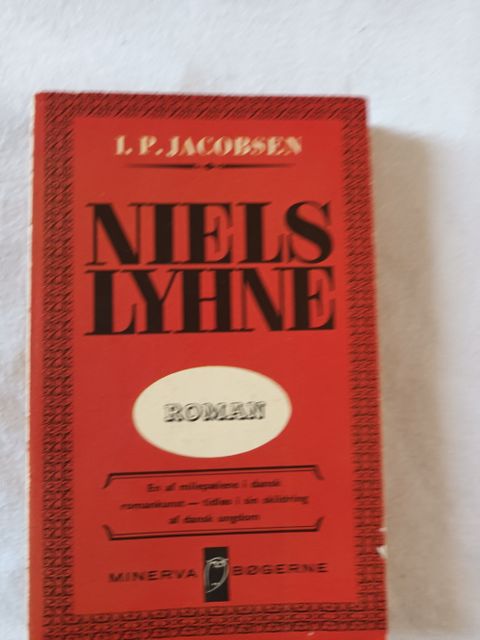 I. P. JACOBSEN
NIELS
LYHNE
ROMAN
En af milepælene i dansk
romankunst — tidløs i sin skildring
af dansk ungdom
MINERVA BØGERNE